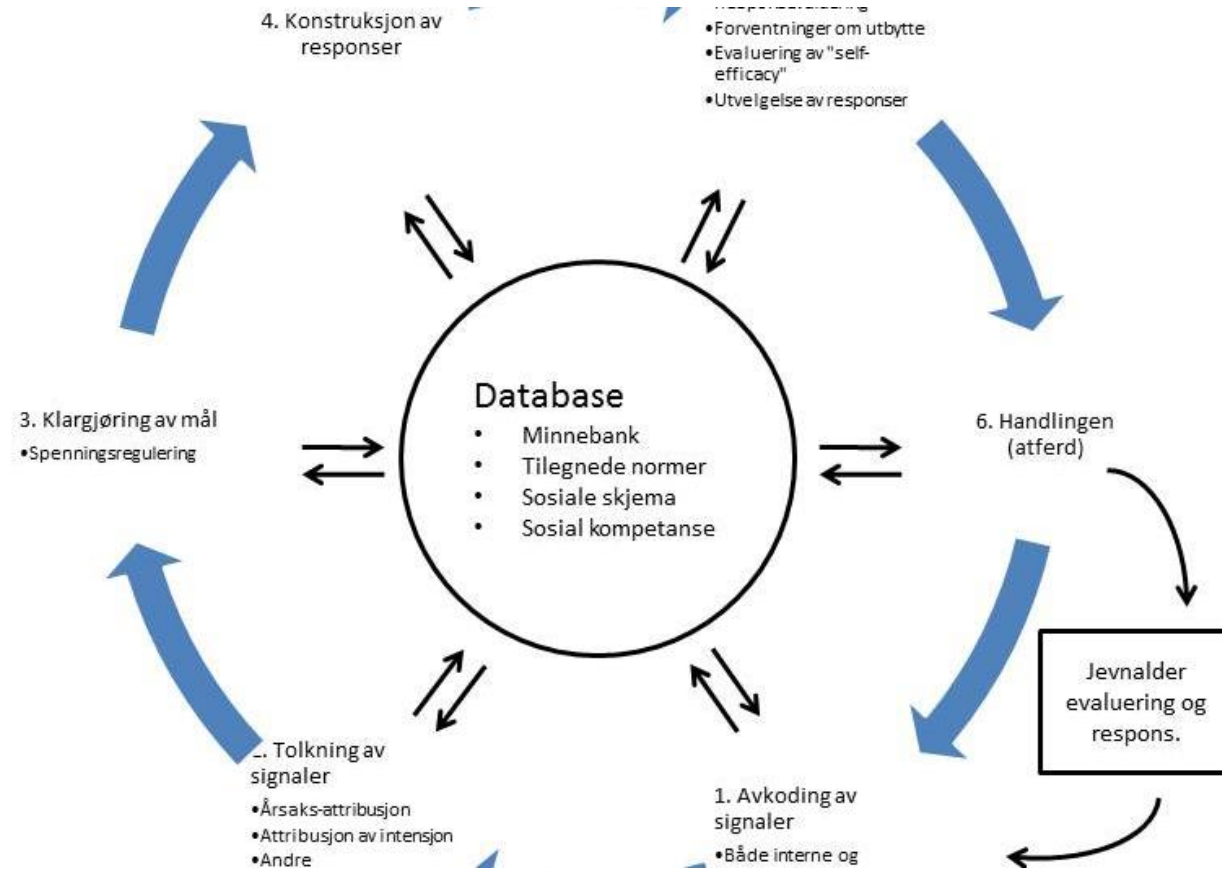 4. Konstruksjon av
responser
•Forventninger om utbytte
•Evaluering av "self-
efficacy"
•Utvelgelse av responser
3. Klargjøring av mål
•Spenningsregulering
Database
• Minnebank
• Tilegnede normer
• Sosiale skjema
• Sosial kompetanse
6. Handlingen
(atferd)
Jevnalder
evaluering og
respons.
. Tolkning av
signaler
•Årsaks-attribusjon
•Attribusjon av intensjon
•Andre
1. Avkoding av
signaler
•Både interne og